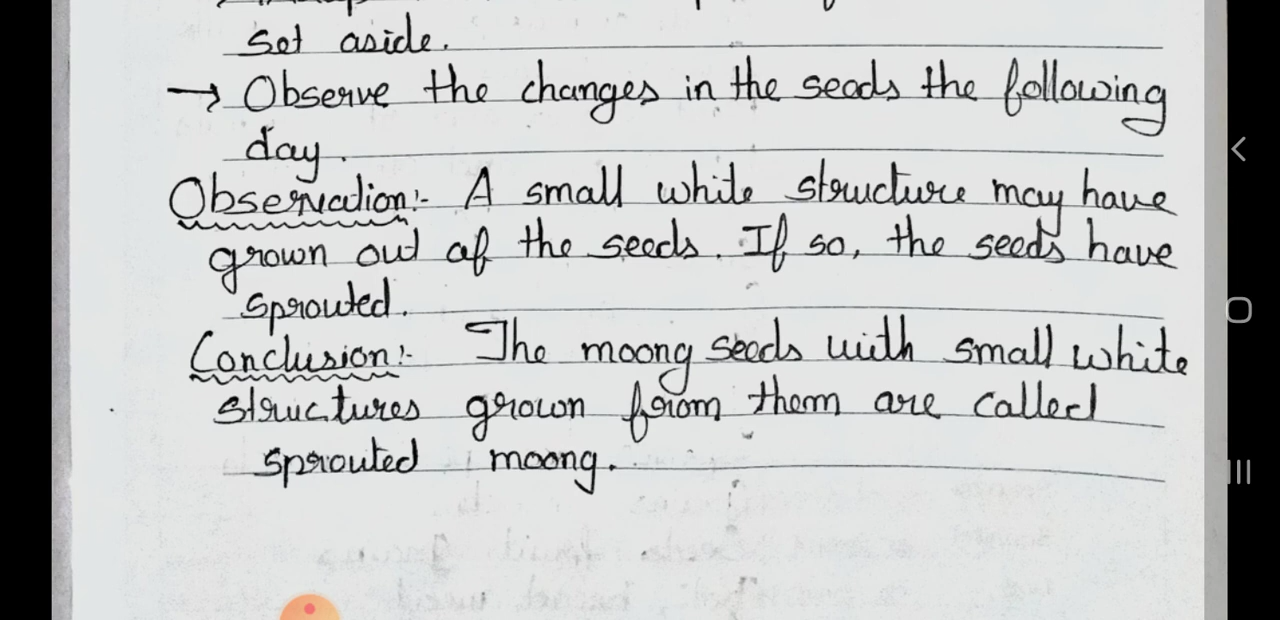 set aside.
→ Observe the changes in the seeds the following
day.
Observation:- A small white structure may have
grown out of the seeds. If so, the seeds have
sprouted.
Conclusion:- The moong seeds with small white
structures grown from them are called
sprouted moong.